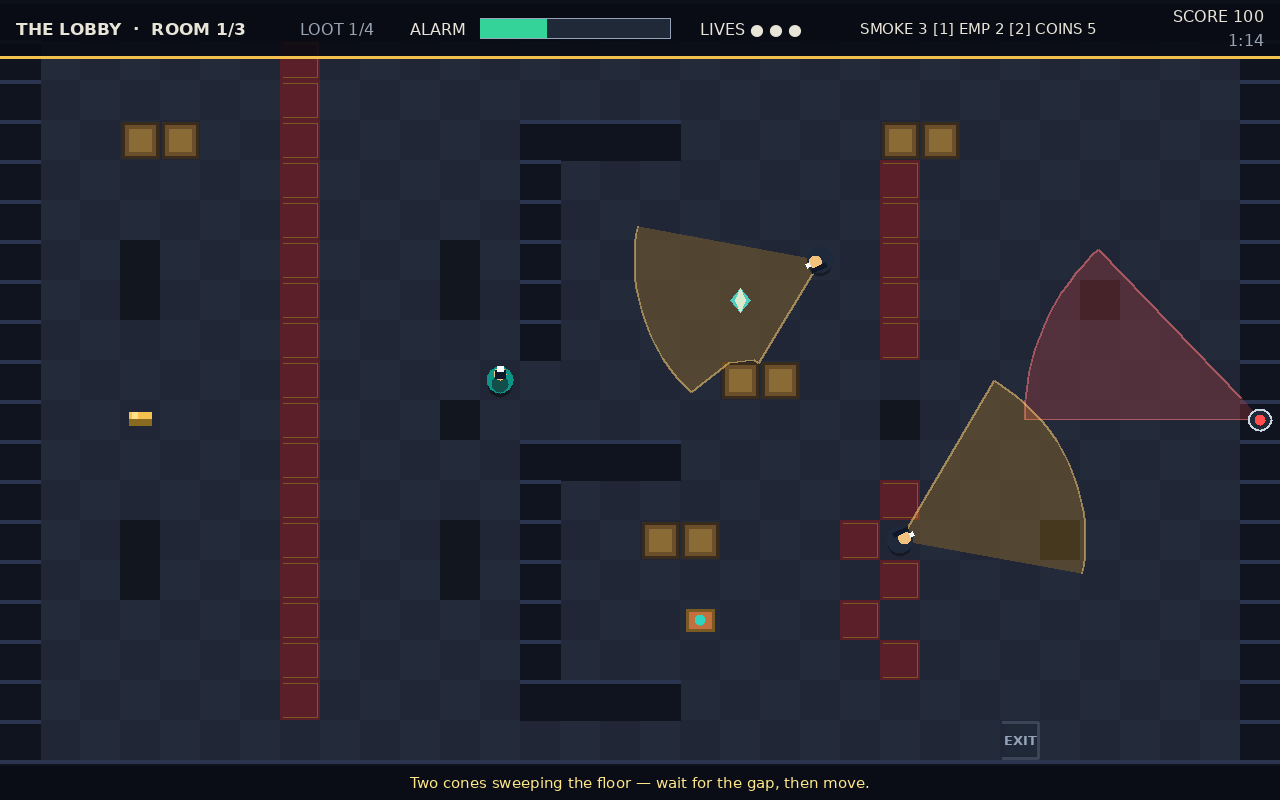 THE LOBBY · ROOM 1/3 LOOT 1/4 ALARM LIVES SMOKE 3 [1] EMP 2 [2] COINS 5 SCORE 100
1:14
EXIT
Two cones sweeping the floor — wait for the gap, then move.